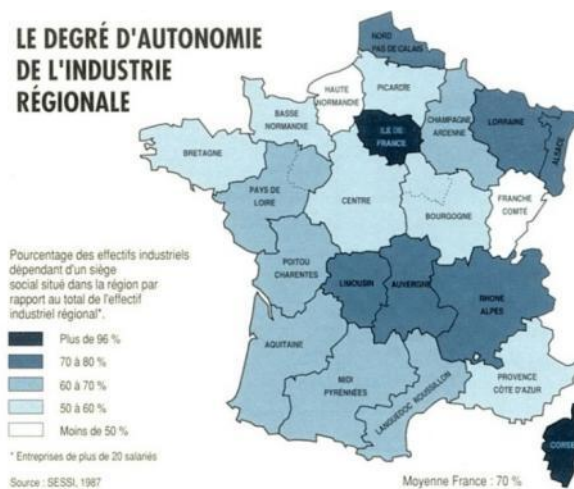 LE DEGRÉ D'AUTONOMIE
DE L'INDUSTRIE
RÉGIONALE
NORD
PAS DE CALAIS
HAUTE
NORMANDIE
PICARDIE
BASSE
NORMANDIE
ILE DE
FRANCE
CHAMPAGNE
ARDENNE
LORRAINE
ALSACE
BRETAGNE
PAYS DE
LOIRE
CENTRE
BOURGOGNE
FRANCHE
COMTÉ
POITOU
CHARENTES
LIMOUSIN
AUVERGNE
RHONE
ALPES
AQUITAINE
MIDI
PYRENNÉES
LANGUEDOC ROUSSILLON
PROVENCE
CÔTE D'AZUR
CORSE
Pourcentage des effectifs industriels
dépendant d'un siège
social situé dans la région par
rapport au total de l'effectif
industriel régional*.
Plus de 96 %
70 à 80 %
60 à 70 %
50 à 60 %
Moins de 50 %
* Entreprises de plus de 20 salariés
Source : SESSI, 1987
Moyenne France : 70 %